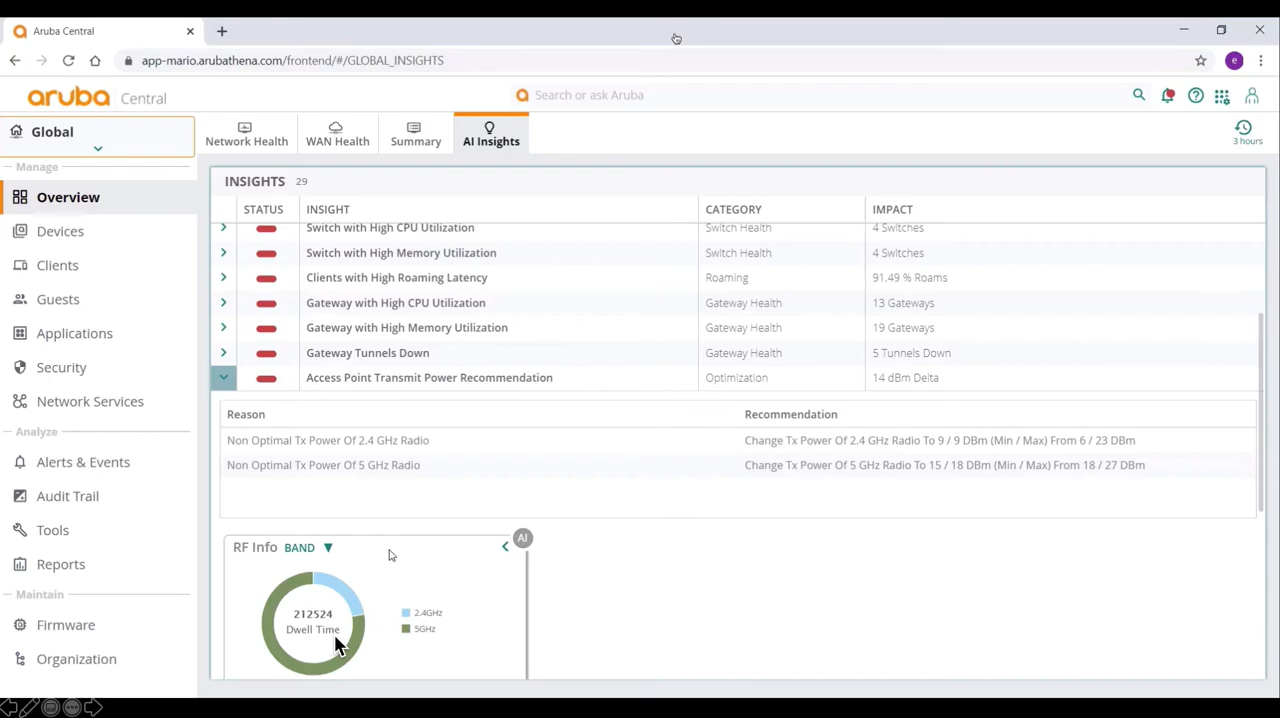 Aruba Central
app-mario.arubathena.com/frontend/#/GLOBAL_INSIGHTS
e
aruba Central
Search or ask Aruba
Global
Network Health
WAN Health
Summary
AI Insights
3 hours
Manage
Overview
Devices
Clients
Guests
Applications
Security
Network Services
Analyze
Alerts & Events
Audit Trail
Tools
Reports
Maintain
Firmware
Organization
INSIGHTS 29
STATUS INSIGHT CATEGORY IMPACT
Switch with High CPU Utilization Switch Health 4 Switches
Switch with High Memory Utilization Switch Health 4 Switches
Clients with High Roaming Latency Roaming 91.49 % Roams
Gateway with High CPU Utilization Gateway Health 13 Gateways
Gateway with High Memory Utilization Gateway Health 19 Gateways
Gateway Tunnels Down Gateway Health 5 Tunnels Down
Access Point Transmit Power Recommendation Optimization 14 dBm Delta
Reason Recommendation
Non Optimal Tx Power Of 2.4 GHz Radio Change Tx Power Of 2.4 GHz Radio To 9 / 9 DBm (Min / Max) From 6 / 23 DBm
Non Optimal Tx Power Of 5 GHz Radio Change Tx Power Of 5 GHz Radio To 15 / 18 DBm (Min / Max) From 18 / 27 DBm
RF Info BAND
AI
212524
Dwell Time
2.4GHz
5GHz